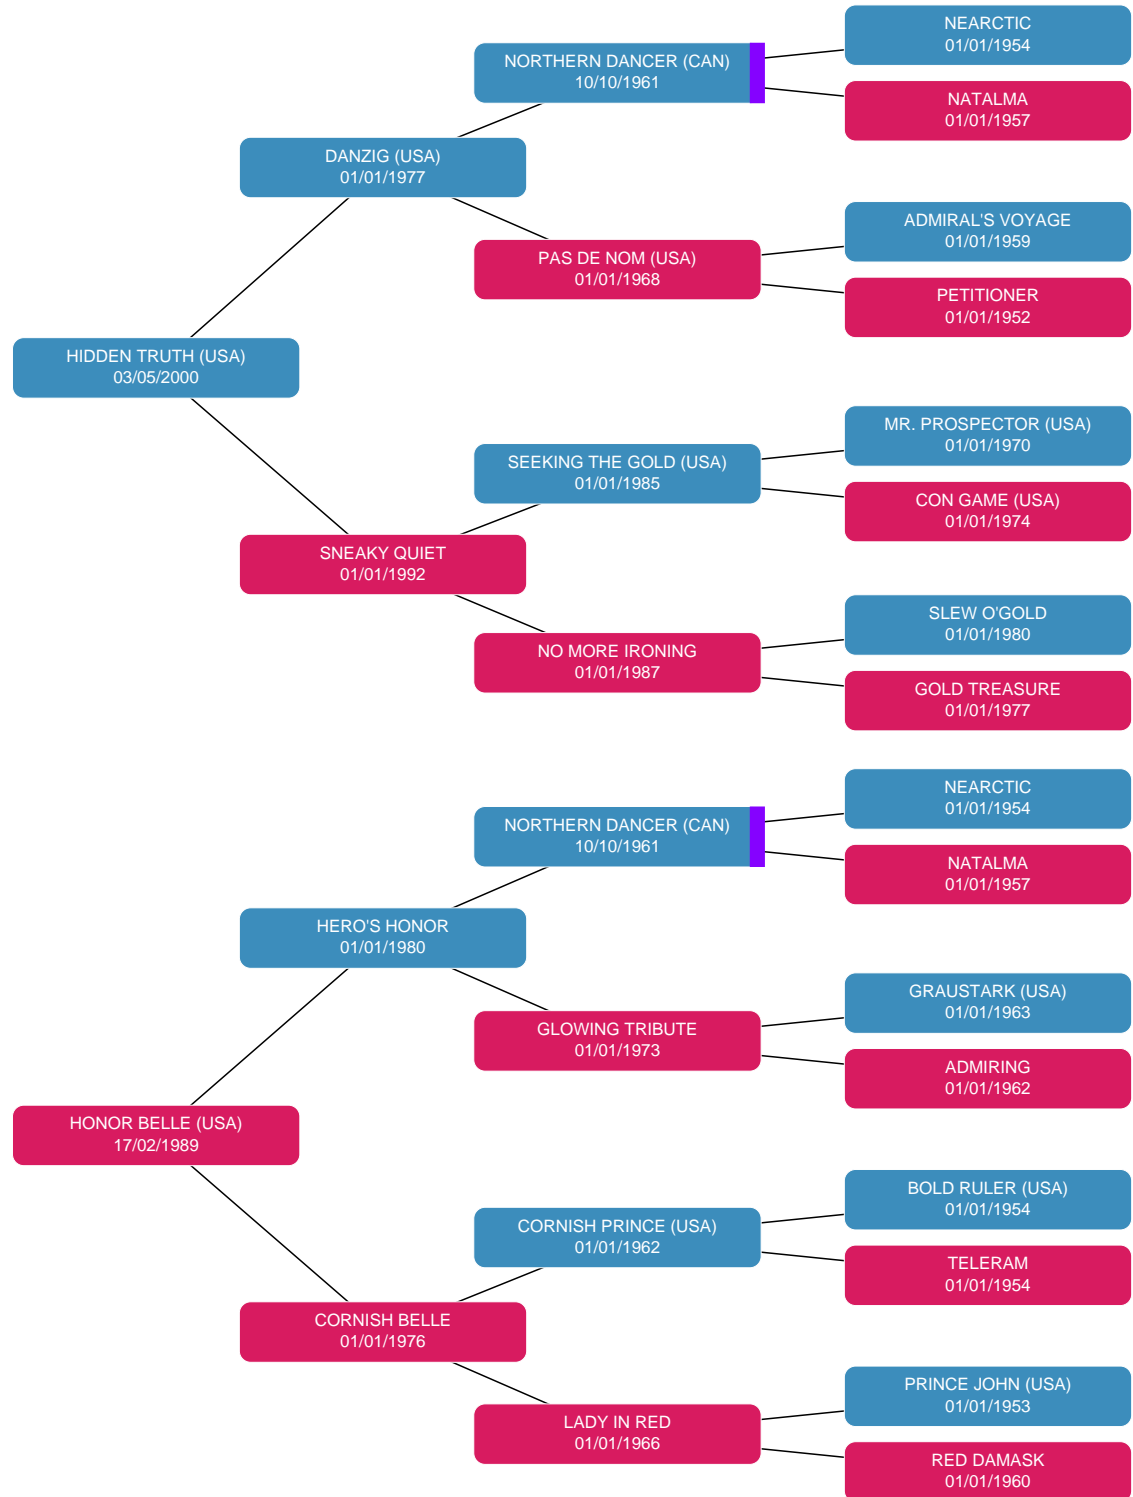 NEARCTIC
01/01/1954
NORTHERN DANCER (CAN)
10/10/1961
NATALMA
01/01/1957
DANZIG (USA)
01/01/1977
ADMIRAL'S VOYAGE
01/01/1959
PAS DE NOM (USA)
01/01/1968
PETITIONER
01/01/1952
HIDDEN TRUTH (USA)
03/05/2000
MR. PROSPECTOR (USA)
01/01/1970
SEEKING THE GOLD (USA)
01/01/1985
CON GAME (USA)
01/01/1974
SNEAKY QUIET
01/01/1992
SLEW O'GOLD
01/01/1980
NO MORE IRONING
01/01/1987
GOLD TREASURE
01/01/1977
NEARCTIC
01/01/1954
NORTHERN DANCER (CAN)
10/10/1961
NATALMA
01/01/1957
HERO'S HONOR
01/01/1980
GRAUSTARK (USA)
01/01/1963
GLOWING TRIBUTE
01/01/1973
ADMIRING
01/01/1962
HONOR BELLE (USA)
17/02/1989
BOLD RULER (USA)
01/01/1954
CORNISH PRINCE (USA)
01/01/1962
TELERAM
01/01/1954
CORNISH BELLE
01/01/1976
PRINCE JOHN (USA)
01/01/1953
LADY IN RED
01/01/1966
RED DAMASK
01/01/1960